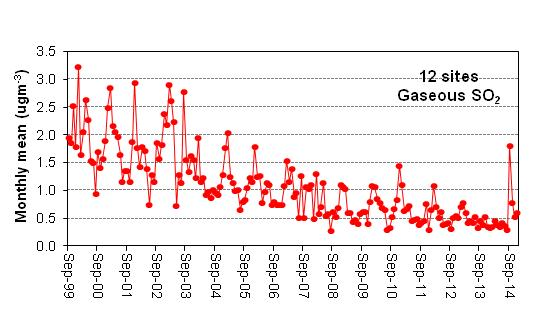 3.5
12 sites
Gaseous SO₂
3.0
2.5
2.0
1.5
1.0
0.5
0.0
Monthly mean (ugm⁻³)
Sep-99
Sep-00
Sep-01
Sep-02
Sep-03
Sep-04
Sep-05
Sep-06
Sep-07
Sep-08
Sep-09
Sep-10
Sep-11
Sep-12
Sep-13
Sep-14